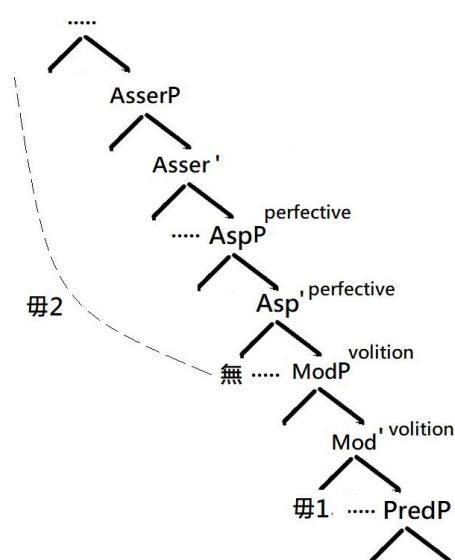 .....
AsserP
Asser'
perfective
..... AspP
Asp' perfective
毋2
volition
無 ..... ModP
Mod' volition
毋1. ..... PredP